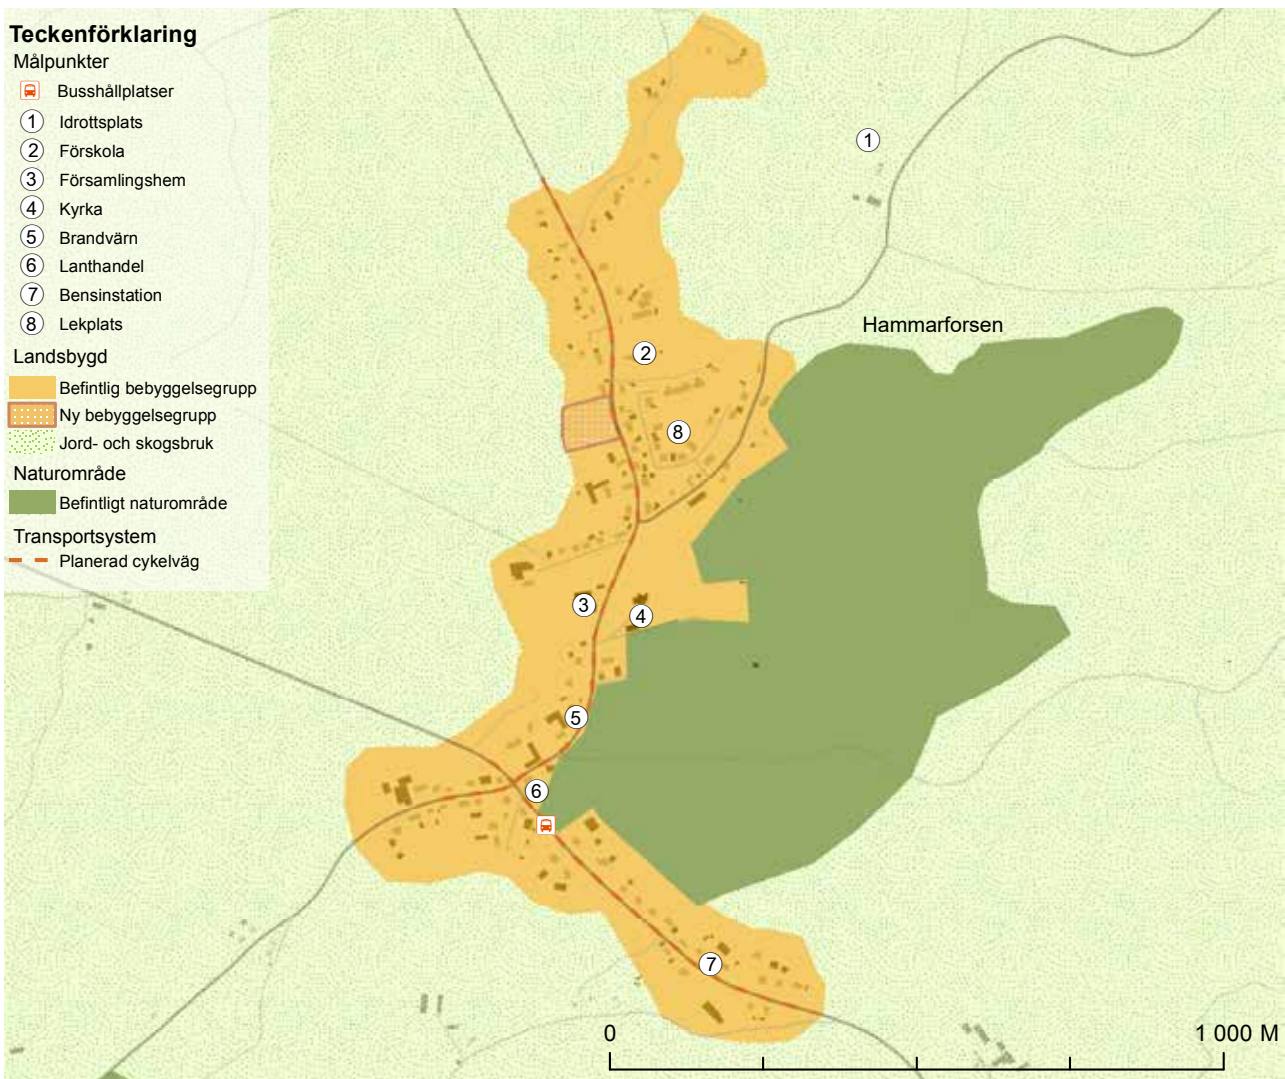 Teckenförklaring
Målpunkter
Busshållplatser
1 Idrottsplats
2 Förskola
3 Församlingshem
4 Kyrka
5 Brandvärn
6 Lanthandel
7 Bensinstation
8 Lekplats
Landsbygd
Befintlig bebyggelsegrupp
Ny bebyggelsegrupp
Jord- och skogsbruk
Naturområde
Befintligt naturområde
Transportsystem
Planerad cykelväg
1
Hammarforsen
2
8
3
4
5
6
7
0 1 000 M